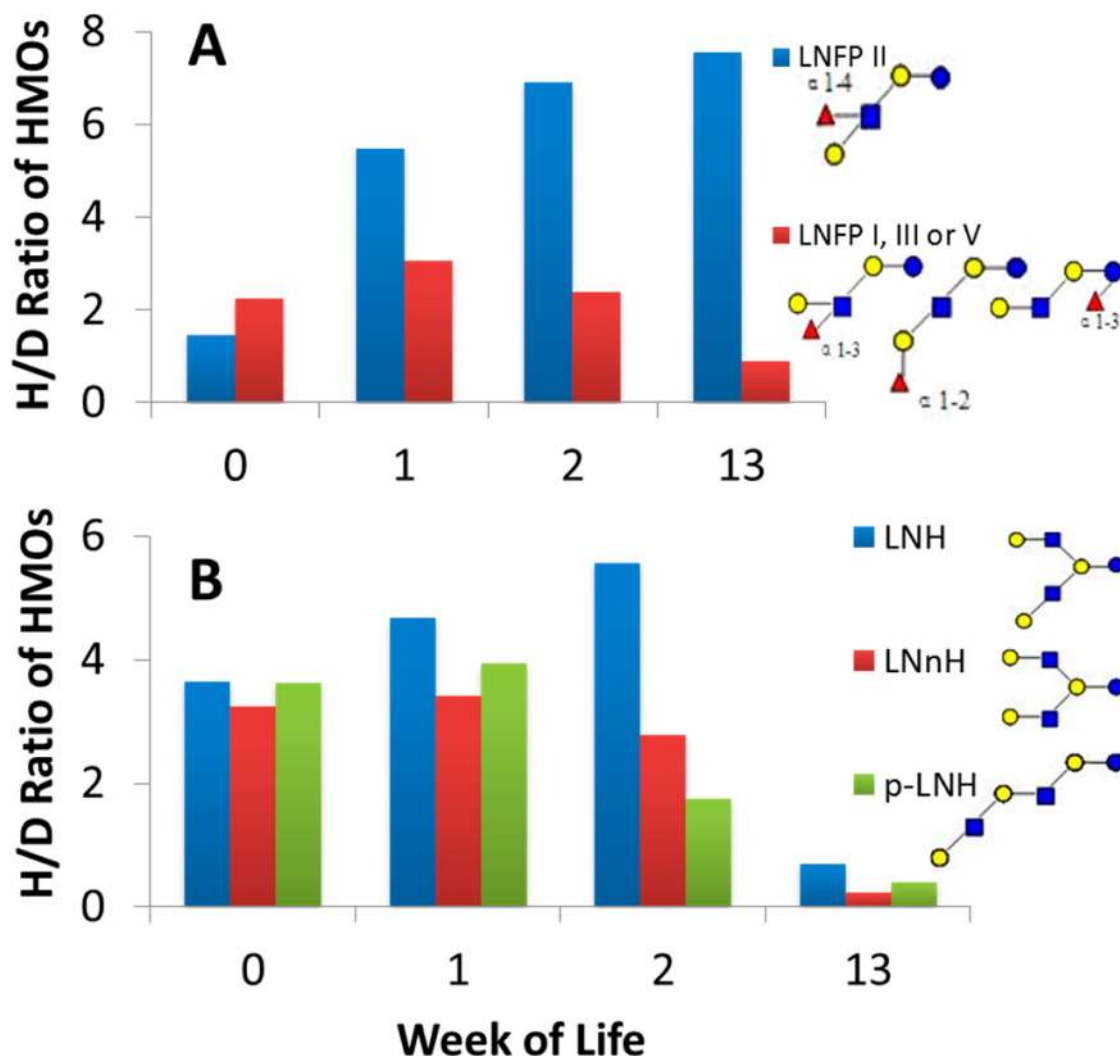 A
H/D Ratio of HMOs
8
6
4
2
0
0 1 2 13
LNFP II
α 1-4
LNFP I, III or V
α 1-3
α 1-2
α 1-3
B
H/D Ratio of HMOs
6
4
2
0
0 1 2 13
LNH
LNnH
p-LNH
Week of Life